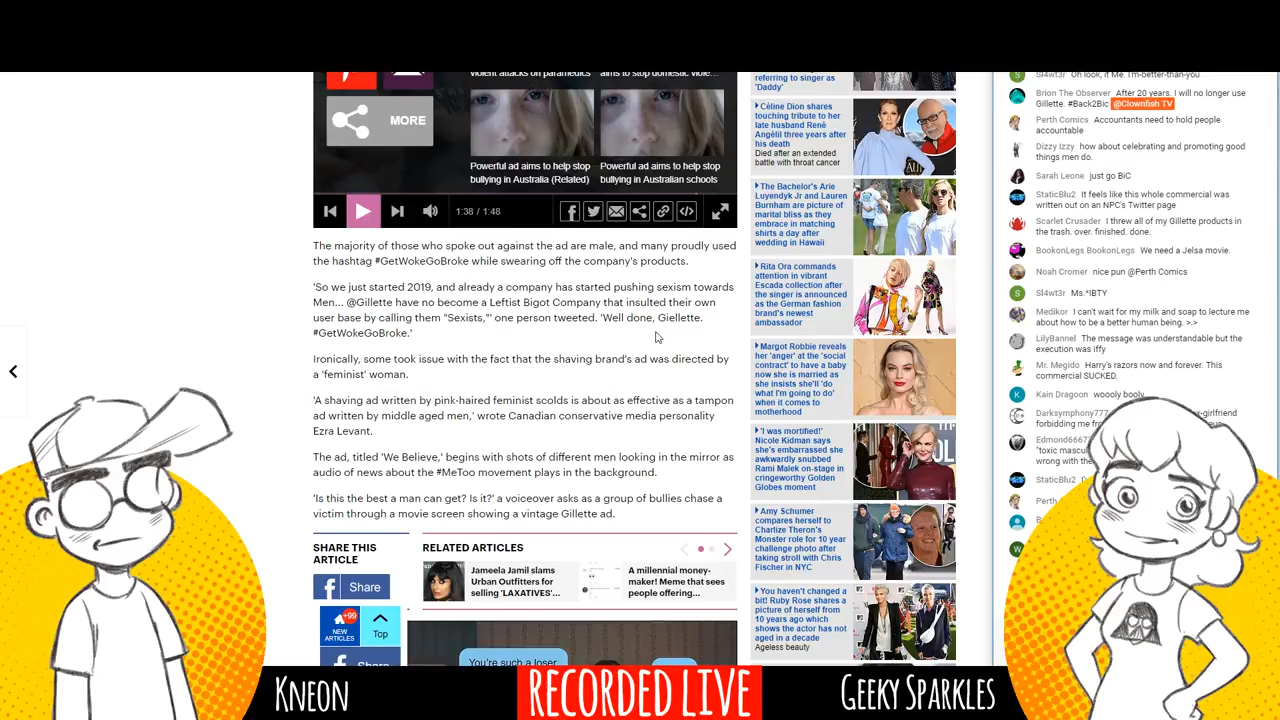 violent attacks on paramedics
aims to stop domestic viole...
MORE
Powerful ad aims to help stop
bullying in Australia (Related)
Powerful ad aims to help stop
bullying in Australian schools
1:38 / 1:48
The majority of those who spoke out against the ad are male, and many proudly used
the hashtag #GetWokeGoBroke while swearing off the company's products.
'So we just started 2019, and already a company has started pushing sexism towards
Men... @Gillette have no become a Leftist Bigot Company that insulted their own
user base by calling them "Sexists,"' one person tweeted. 'Well done, Giellette.
#GetWokeGoBroke.'
Ironically, some took issue with the fact that the shaving brand's ad was directed by
a 'feminist' woman.
'A shaving ad written by pink-haired feminist scolds is about as effective as a tampon
ad written by middle aged men,' wrote Canadian conservative media personality
Ezra Levant.
The ad, titled 'We Believe,' begins with shots of different men looking in the mirror as
audio of news about the #MeToo movement plays in the background.
'Is this the best a man can get? Is it?' a voiceover asks as a group of bullies chase a
victim through a movie screen showing a vintage Gillette ad.
SHARE THIS
ARTICLE
Share
+99
NEW
ARTICLES
Top
Share
RELATED ARTICLES
Jameela Jamil slams
Urban Outfitters for
selling 'LAXATIVES'...
A millennial money-
maker! Meme that sees
people offering...
You're such a loser
referring to singer as
'Daddy'
Céline Dion shares
touching tribute to her
late husband René
Angélil three years after
his death
Died after an extended
battle with throat cancer
The Bachelor's Arie
Luyendyk Jr and Lauren
Burnham are picture of
marital bliss as they
embrace in matching
shirts a day after
wedding in Hawaii
Rita Ora commands
attention in vibrant
Escada collection after
the singer is announced
as the German fashion
brand's newest
ambassador
Margot Robbie reveals
her 'anger' at the 'social
contract' to have a baby
now she is married as
she insists she'll 'do
what I'm going to do'
when it comes to
motherhood
'I was mortified!'
Nicole Kidman says
she's embarrassed she
awkwardly snubbed
Rami Malek on-stage in
cringeworthy Golden
Globes moment
Amy Schumer
compares herself to
Charlize Theron's
Monster role for 10 year
challenge photo after
taking stroll with Chris
Fischer in NYC
You haven't changed a
bit! Ruby Rose shares a
picture of herself from
10 years ago which
shows the actor has
not aged in a decade
Ageless beauty
Sl4wt3r Oh look, it Me. I'm-better-than-you
Brion The Observer After 20 years. I will no longer use
Gillette. #Back2Bic @Clownfish TV
Perth Comics Accountants need to hold people
accountable
Dizzy Izzy how about celebrating and promoting good
things men do.
Sarah Leone just go BiC
StaticBlu2 It feels like this whole commercial was
written out on an NPC's Twitter page
Scarlet Crusader I threw all of my Gillette products in
the trash. over. finished. done.
BookonLegs BookonLegs We need a Jelsa movie.
Noah Cromer nice pun @Perth Comics
Sl4wt3r Ms.*IBTY
Medikor I can't wait for my milk and soap to lecture me
about how to be a better human being. >.>
LilyBannel The message was understandable but the
execution was iffy
Mr. Megido Harry's razors now and forever. This
commercial SUCKED.
Kain Dragoon woooly booly
Darksymphony777 x-girlfriend
forbidding me
Edmond6667
"toxic mascu
wrong with the
StaticBlu2
Perth
KNEON
RECORDED LIVE
GEEKY SPARKLES